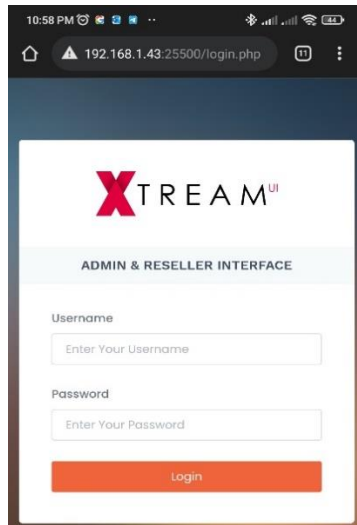 10:58 PM
44
192.168.1.43:25500/login.php
11
XTREAM UI
ADMIN & RESELLER INTERFACE
Username
Enter Your Username
Password
Enter Your Password
Login